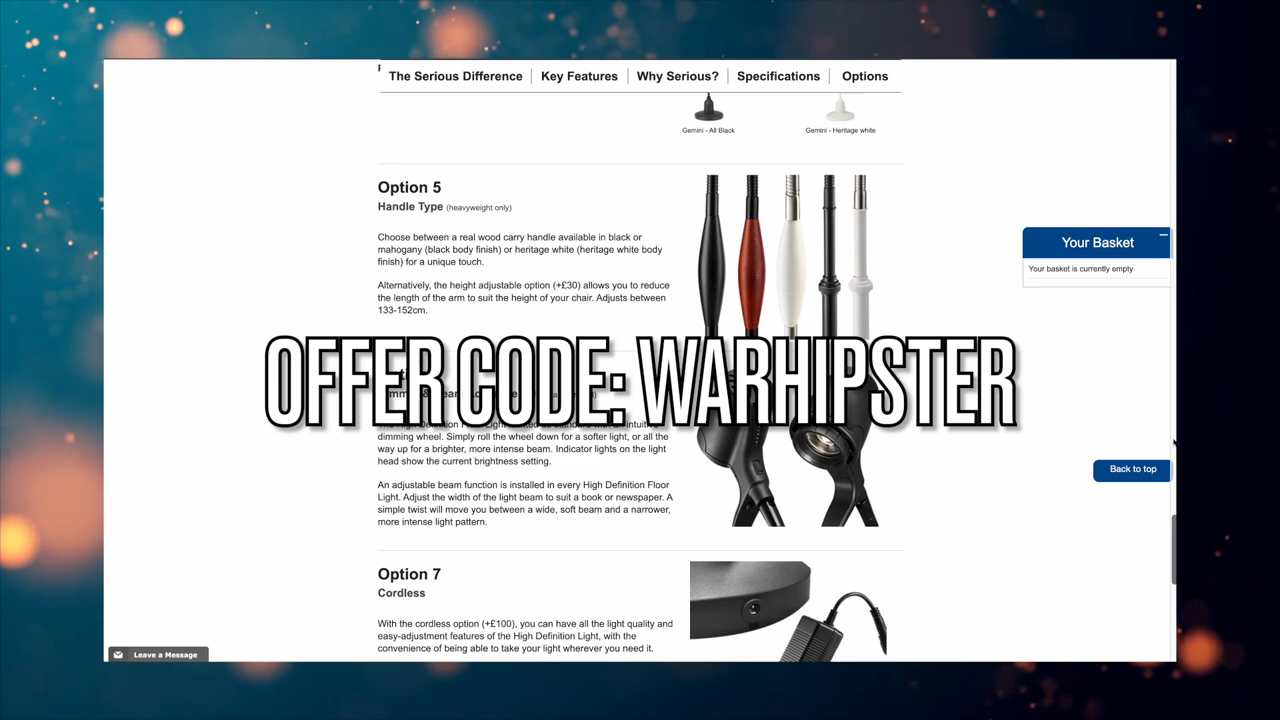 The Serious Difference
Key Features
Why Serious?
Specifications
Options
Gemini - All Black
Gemini - Heritage white
Option 5
Handle Type (heavyweight only)
Choose between a real wood carry handle available in black or
mahogany (black body finish) or heritage white (heritage white body
finish) for a unique touch.
Alternatively, the height adjustable option (+£30) allows you to reduce
the length of the arm to suit the height of your chair. Adjusts between
133-152cm.
Your Basket
Your basket is currently empty
OFFER CODE: WARHIPSTER
dimming wheel. Simply roll the wheel down for a softer light, or all the
way up for a brighter, more intense beam. Indicator lights on the light
head show the current brightness setting.
An adjustable beam function is installed in every High Definition Floor
Light. Adjust the width of the light beam to suit a book or newspaper. A
simple twist will move you between a wide, soft beam and a narrower,
more intense light pattern.
Back to top
Option 7
Cordless
With the cordless option (+£100), you can have all the light quality and
easy-adjustment features of the High Definition Light, with the
convenience of being able to take your light wherever you need it.
Leave a Message